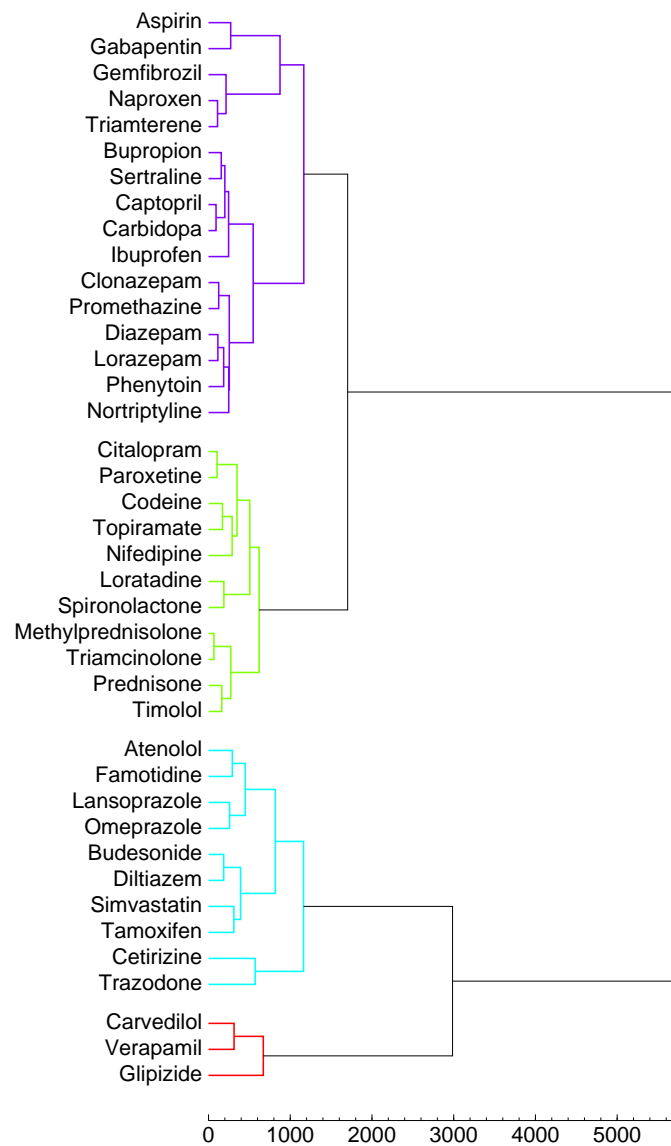 Aspirin
Gabapentin
Gemfibrozil
Naproxen
Triamterene
Bupropion
Sertraline
Captopril
Carbidopa
Ibuprofen
Clonazepam
Promethazine
Diazepam
Lorazepam
Phenytoin
Nortriptyline
Citalopram
Paroxetine
Codeine
Topiramate
Nifedipine
Loratadine
Spironolactone
Methylprednisolone
Triamcinolone
Prednisone
Timolol
Atenolol
Famotidine
Lansoprazole
Omeprazole
Budesonide
Diltiazem
Simvastatin
Tamoxifen
Cetirizine
Trazodone
Carvedilol
Verapamil
Glipizide
0 1000 2000 3000 4000 5000